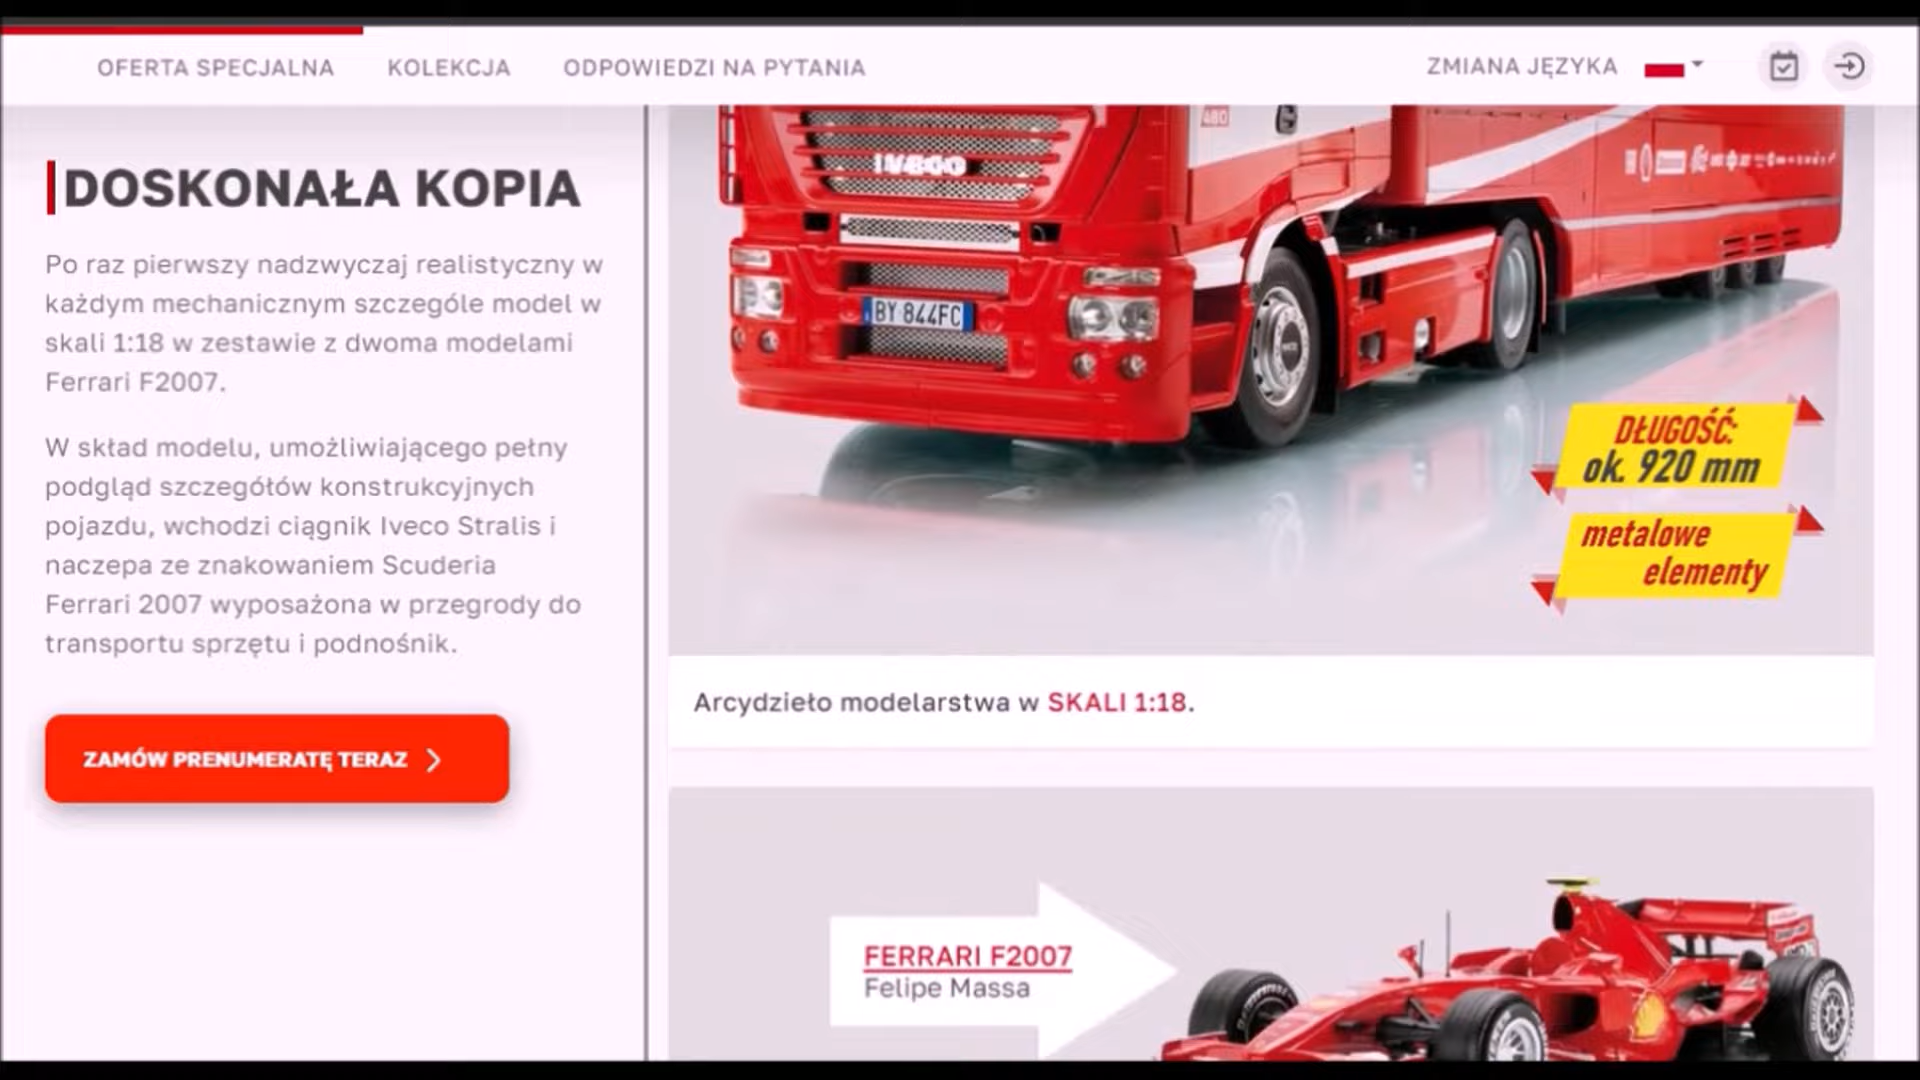 OFERTA SPECJALNA KOLEKCJA ODPOWIEDZI NA PYTANIA ZMIANA JĘZYKA
DOSKONAŁA KOPIA
Po raz pierwszy nadzwyczaj realistyczny w
każdym mechanicznym szczególe model w
skali 1:18 w zestawie z dwoma modelami
Ferrari F2007.
W skład modelu, umożliwiającego pełny
podgląd szczegółów konstrukcyjnych
pojazdu, wchodzi ciągnik Iveco Stralis i
naczepa ze znakowaniem Scuderia
Ferrari 2007 wyposażona w przegrody do
transportu sprzętu i podnośnik.
ZAMÓW PRENUMERATĘ TERAZ
480
IVECO
BY 844FC
DŁUGOŚĆ:
ok. 920 mm
metalowe
elementy
Arcydzieło modelarstwa w SKALI 1:18.
FERRARI F2007
Felipe Massa